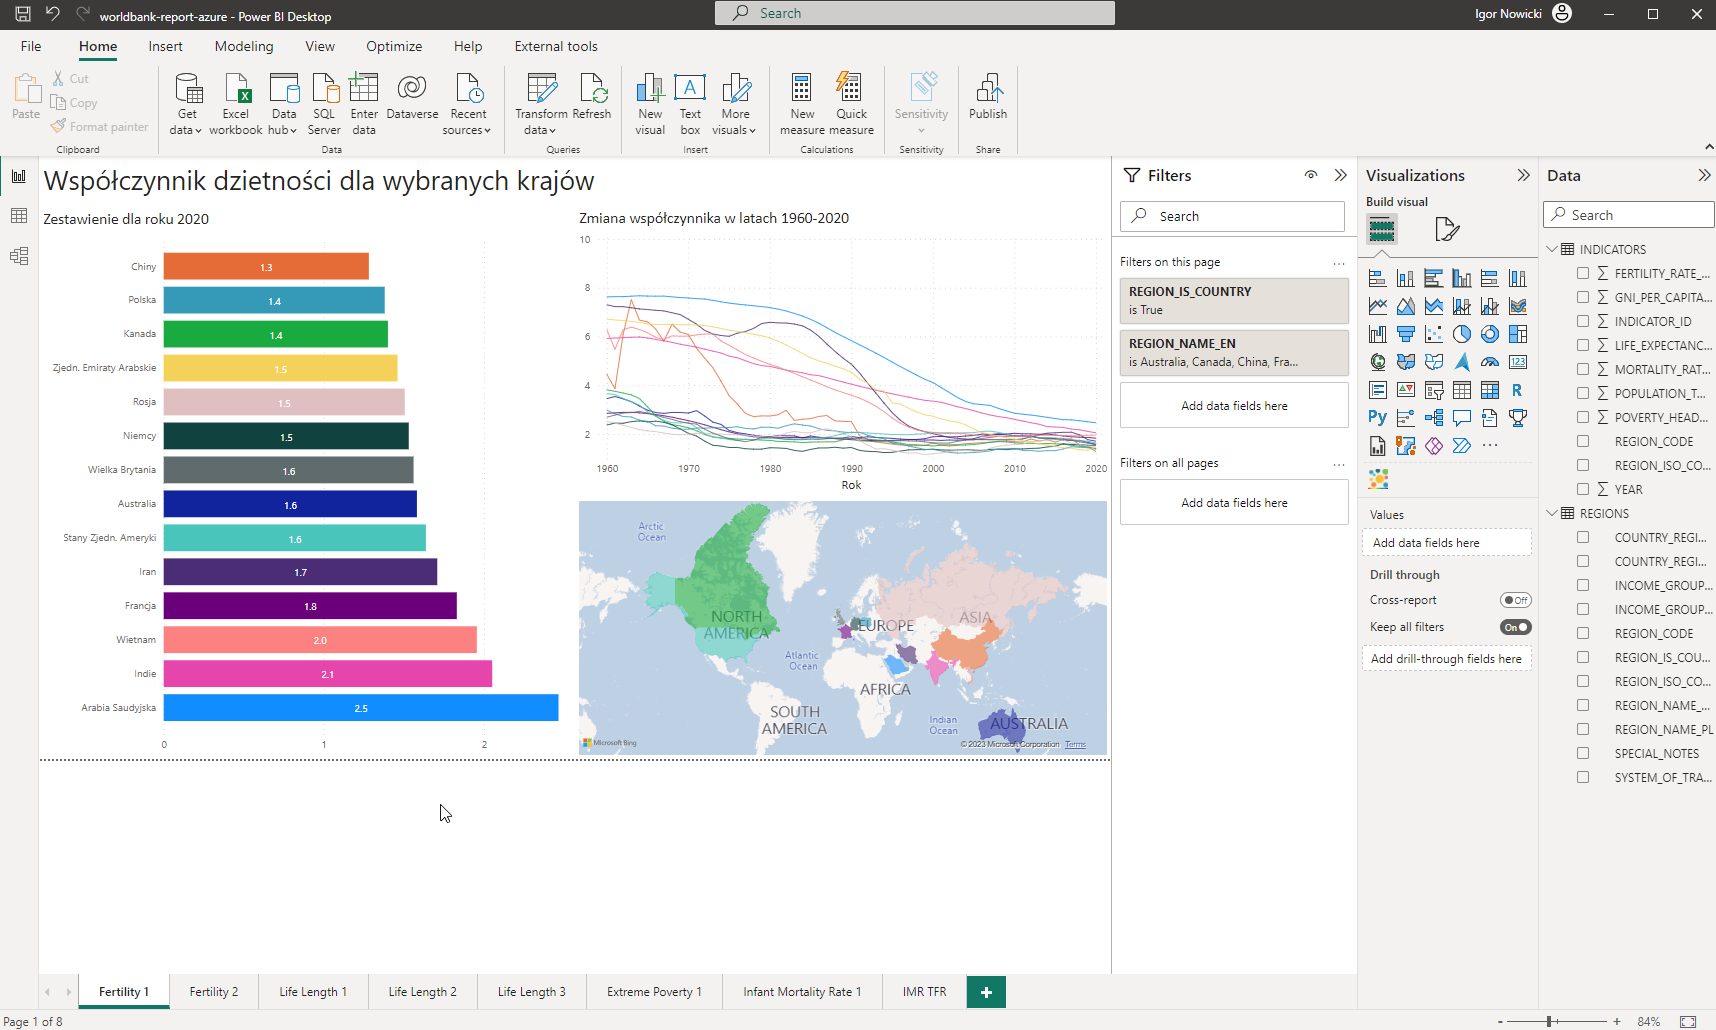 worldbank-report-azure - Power BI Desktop
Search
Igor Nowicki
File
Home
Insert
Modeling
View
Optimize
Help
External tools
Paste
Cut
Copy
Format painter
Clipboard
Get data
Excel workbook
Data hub
SQL Server
Enter data
Dataverse
Recent sources
Data
Transform data
Refresh
Queries
New visual
Text box
More visuals
Insert
New measure
Quick measure
Calculations
Sensitivity
Sensitivity
Publish
Share
Współczynnik dzietności dla wybranych krajów
Zestawienie dla roku 2020
Chiny 1.3
Polska 1.4
Kanada 1.4
Zjedn. Emiraty Arabskie 1.5
Rosja 1.5
Niemcy 1.5
Wielka Brytania 1.6
Australia 1.6
Stany Zjedn. Ameryki 1.6
Iran 1.7
Francja 1.8
Wietnam 2.0
Indie 2.1
Arabia Saudyjska 2.5
0 1 2
Zmiana współczynnika w latach 1960-2020
10
8
6
4
2
1960 1970 1980 1990 2000 2010 2020
Rok
Arctic
Ocean
NORTH
AMERICA
EUROPE
ASIA
Atlantic
Ocean
AFRICA
SOUTH
AMERICA
Indian
Ocean
AUSTRALIA
Microsoft Bing
© 2023 Microsoft Corporation Terms
Filters
Search
Filters on this page ...
REGION_IS_COUNTRY
is True
REGION_NAME_EN
is Australia, Canada, China, Fra...
Add data fields here
Filters on all pages ...
Add data fields here
Visualizations
Build visual
123
R
Py
...
Values
Add data fields here
Drill through
Cross-report Off
Keep all filters On
Add drill-through fields here
Data
Search
INDICATORS
FERTILITY_RATE_...
GNI_PER_CAPITA...
INDICATOR_ID
LIFE_EXPECTANC...
MORTALITY_RAT...
POPULATION_T...
POVERTY_HEAD...
REGION_CODE
REGION_ISO_CO...
YEAR
REGIONS
COUNTRY_REGI...
COUNTRY_REGI...
INCOME_GROUP...
INCOME_GROUP...
REGION_CODE
REGION_IS_COU...
REGION_ISO_CO...
REGION_NAME_...
REGION_NAME_PL
SPECIAL_NOTES
SYSTEM_OF_TRA...
Fertility 1
Fertility 2
Life Length 1
Life Length 2
Life Length 3
Extreme Poverty 1
Infant Mortality Rate 1
IMR TFR
+
Page 1 of 8
- + 84%